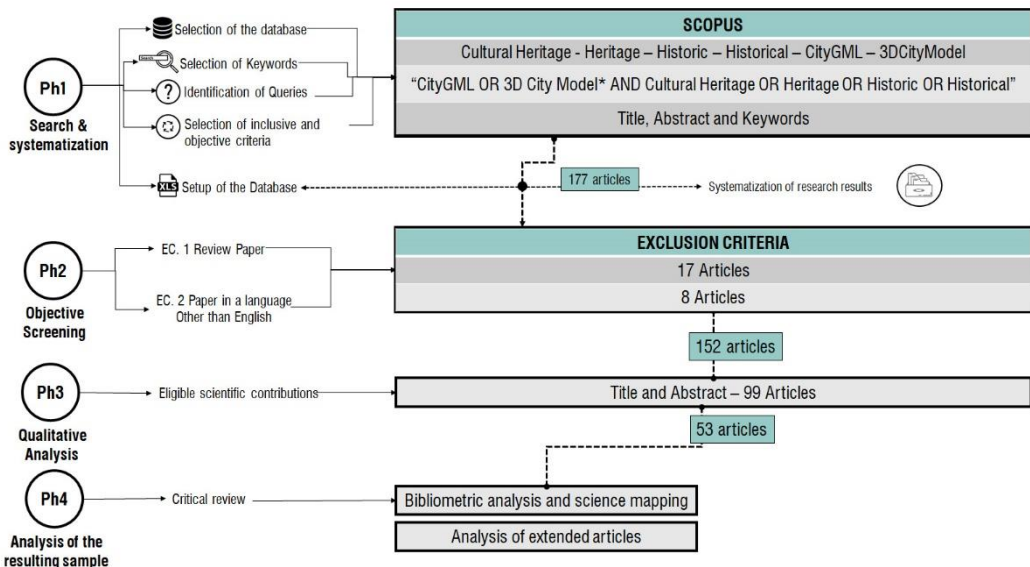 SCOPUS
Selection of the database
Cultural Heritage - Heritage – Historic – Historical – CityGML – 3DCityModel
Search
Selection of Keywords
Ph1
"CityGML OR 3D City Model* AND Cultural Heritage OR Heritage OR Historic OR Historical"
?
Identification of Queries
Search &
systematization
Selection of inclusive and
objective criteria
Title, Abstract and Keywords
XLS
Setup of the Database
177 articles
Systematization of research results
EXCLUSION CRITERIA
EC. 1 Review Paper
17 Articles
Ph2
8 Articles
EC. 2 Paper in a language
Other than English
Objective
Screening
152 articles
Ph3
Eligible scientific contributions
Title and Abstract – 99 Articles
Qualitative
Analysis
53 articles
Ph4
Critical review
Bibliometric analysis and science mapping
Analysis of the
resulting sample
Analysis of extended articles